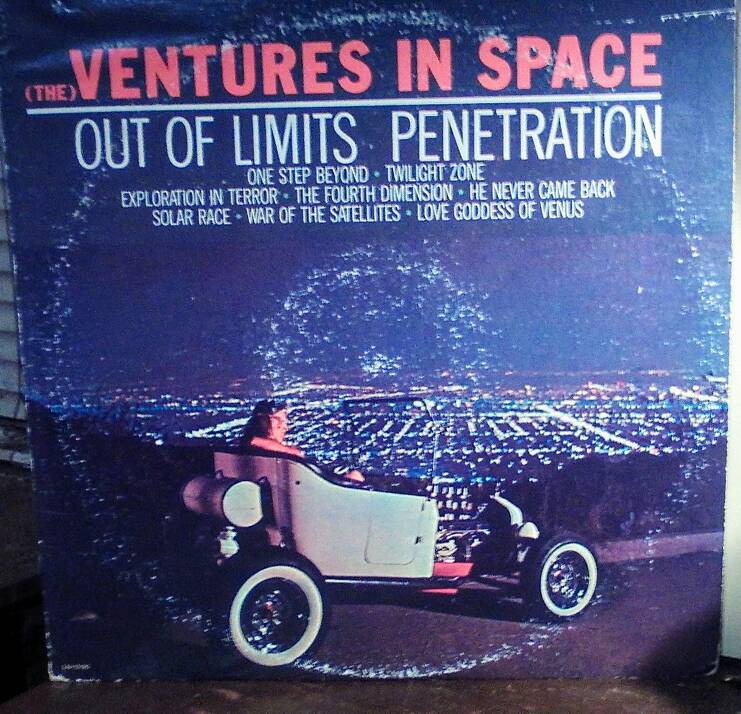 (THE) VENTURES IN SPACE
OUT OF LIMITS PENETRATION
ONE STEP BEYOND • TWILIGHT ZONE
EXPLORATION IN TERROR • THE FOURTH DIMENSION • HE NEVER CAME BACK
SOLAR RACE • WAR OF THE SATELLITES • LOVE GODDESS OF VENUS